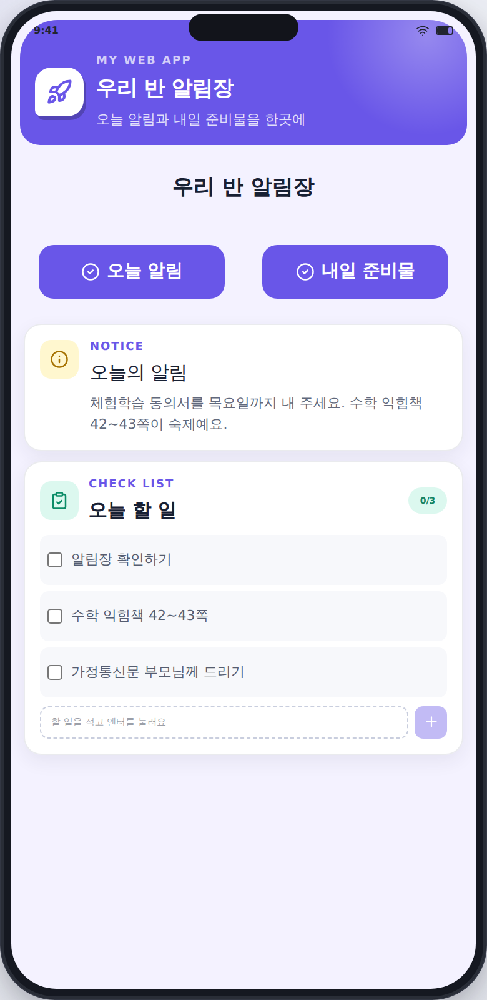 9:41
MY WEB APP
우리 반 알림장
오늘 알림과 내일 준비물을 한곳에
우리 반 알림장
오늘 알림
내일 준비물
NOTICE
오늘의 알림
체험학습 동의서를 목요일까지 내 주세요. 수학 익힘책
42~43쪽이 숙제예요.
CHECK LIST
오늘 할 일
0/3
알림장 확인하기
수학 익힘책 42~43쪽
가정통신문 부모님께 드리기
할 일을 적고 엔터를 눌러요